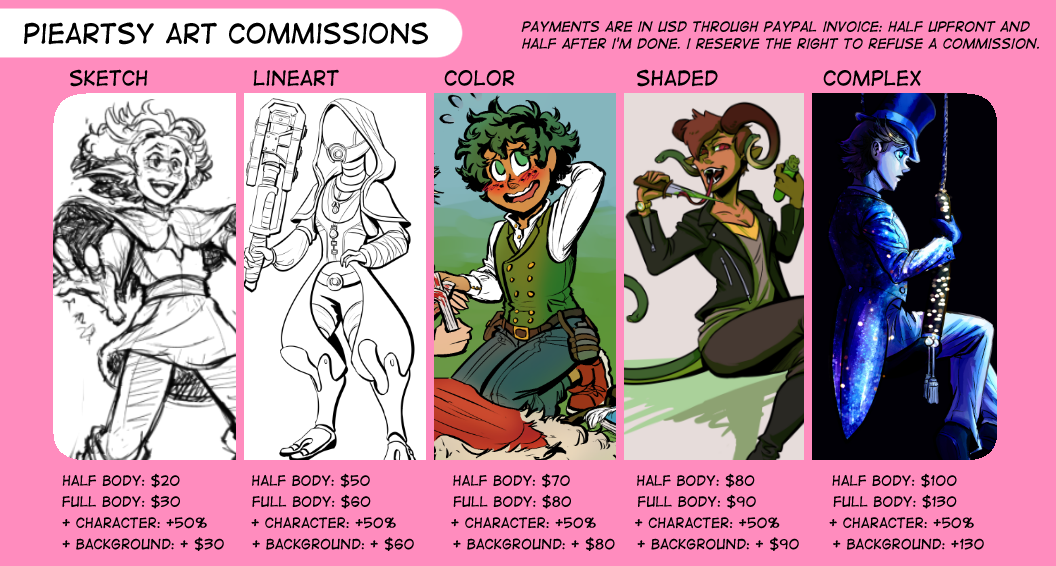 PIEARTSY ART COMMISSIONS
PAYMENTS ARE IN USD THROUGH PAYPAL INVOICE: HALF UPFRONT AND
HALF AFTER I'M DONE. I RESERVE THE RIGHT TO REFUSE A COMMISSION.
SKETCH
LINEART
COLOR
SHADED
COMPLEX
HALF BODY: $20
FULL BODY: $30
+ CHARACTER: +50%
+ BACKGROUND: + $30
HALF BODY: $50
FULL BODY: $60
+ CHARACTER: +50%
+ BACKGROUND: + $60
HALF BODY: $70
FULL BODY: $80
+ CHARACTER: +50%
+ BACKGROUND: + $80
HALF BODY: $80
FULL BODY: $90
+ CHARACTER: +50%
+ BACKGROUND: + $90
HALF BODY: $100
FULL BODY: $130
+ CHARACTER: +50%
+ BACKGROUND: +130